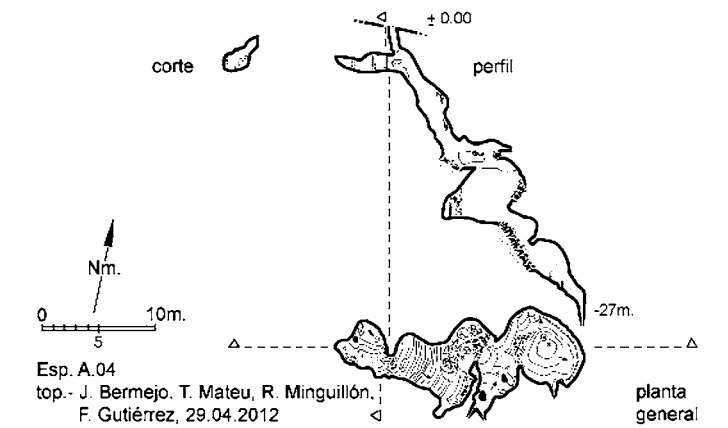 ± 0.00
corte
perfil
Nm.
0 10m.
5
-27m.
Esp. A.04
top.- J. Bermejo, T. Mateu, R. Minguillón,
F. Gutiérrez, 29.04.2012
planta
general